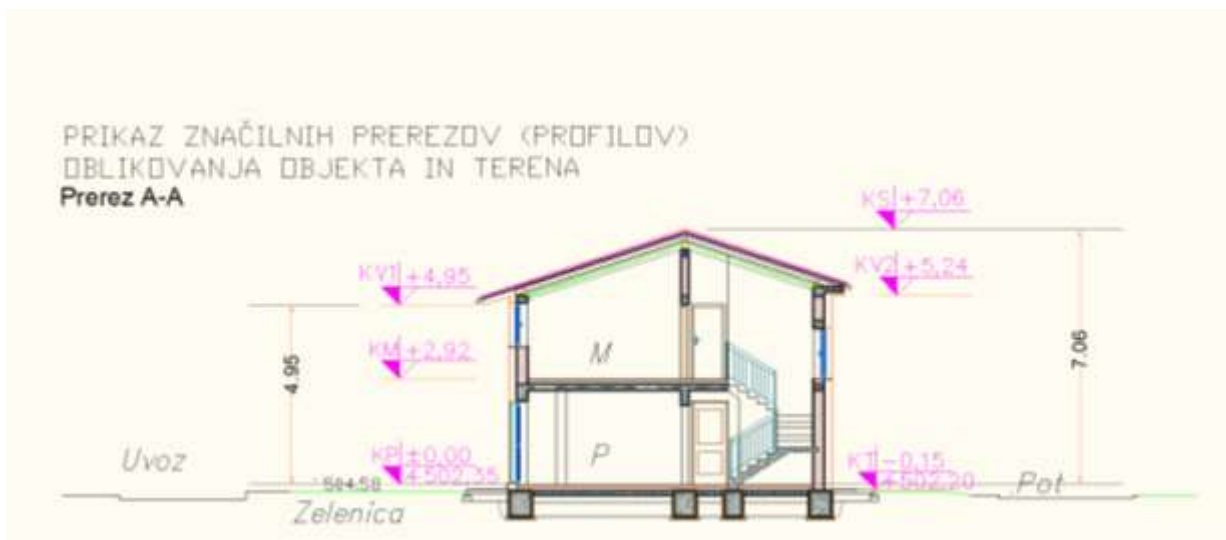 PRIKAZ ZNAČILNIH PREREZOV (PROFILOV)
OBLIKOVANJA OBJEKTA IN TERENA
Prerez A-A
KS +7,06
KV1 +4,95
KV2 +5,24
KM +2,92
4.95
7.06
M
P
Uvoz
KP ±0,00
+502,35
KT -0,15
+502,20
Pot
Zelenica